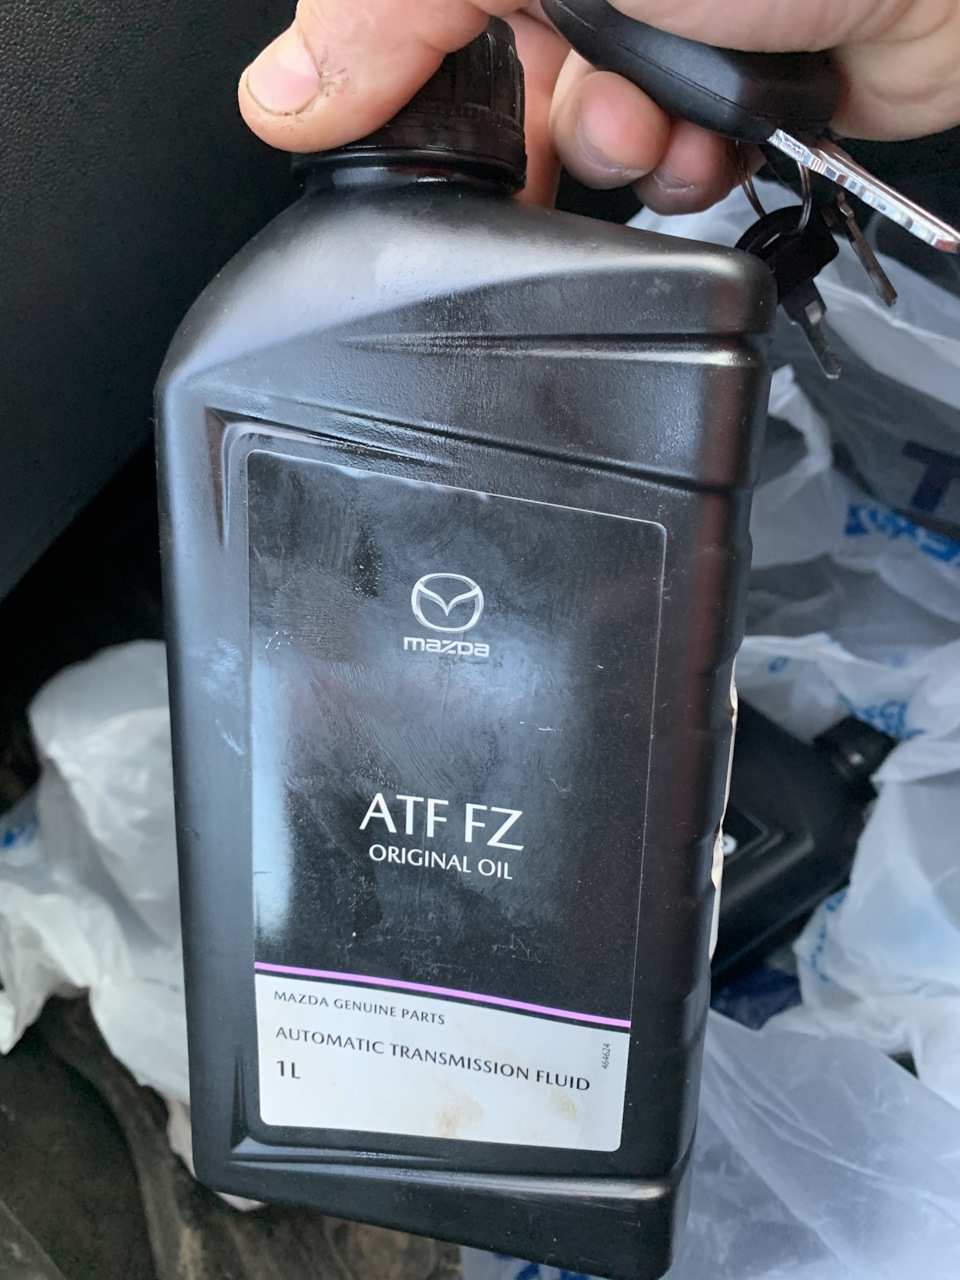 mazda
ATF FZ
ORIGINAL OIL
MAZDA GENUINE PARTS
AUTOMATIC TRANSMISSION FLUID
1L
464624